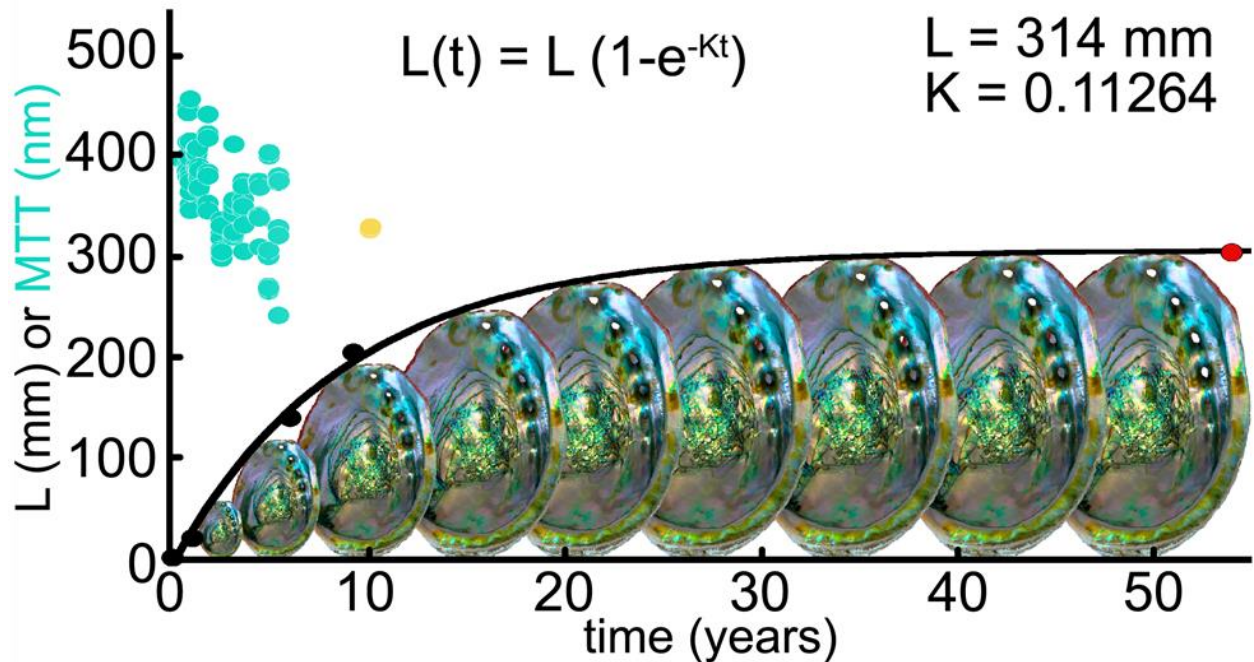 L(t) = L (1-e^-Kt)
L = 314 mm
K = 0.11264
L (mm) or MTT (nm)
500
400
300
200
100
0
0 10 20 30 40 50
time (years)